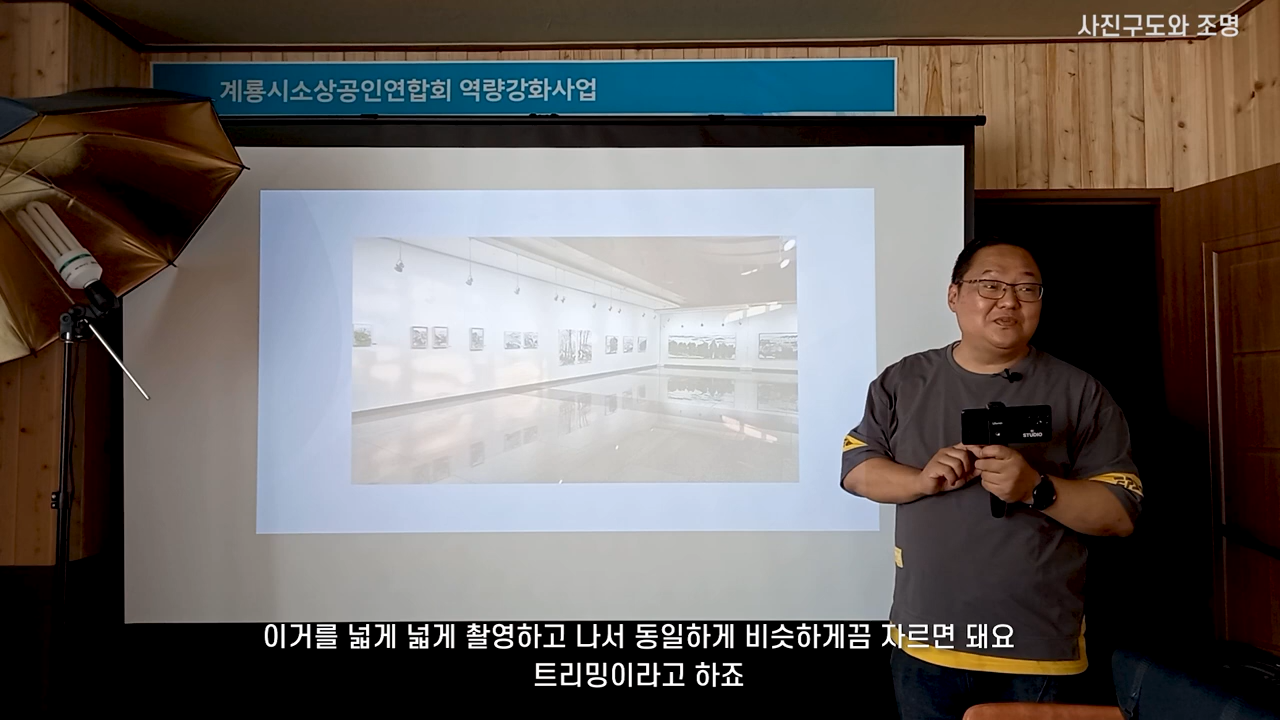 사진구도와 조명
계룡시소상공인연합회 역량강화사업
STUDIO
이거를 넓게 넓게 촬영하고 나서 동일하게 비슷하게끔 자르면 돼요
트리밍이라고 하죠